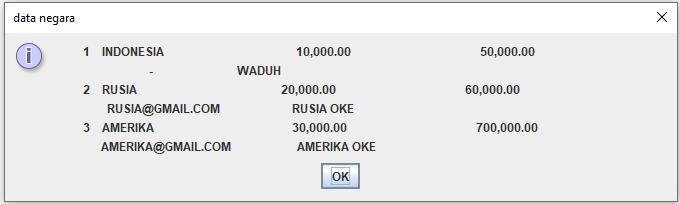 data negara
1 INDONESIA 10,000.00 50,000.00
- WADUH
2 RUSIA 20,000.00 60,000.00
RUSIA@GMAIL.COM RUSIA OKE
3 AMERIKA 30,000.00 700,000.00
AMERIKA@GMAIL.COM AMERIKA OKE
OK